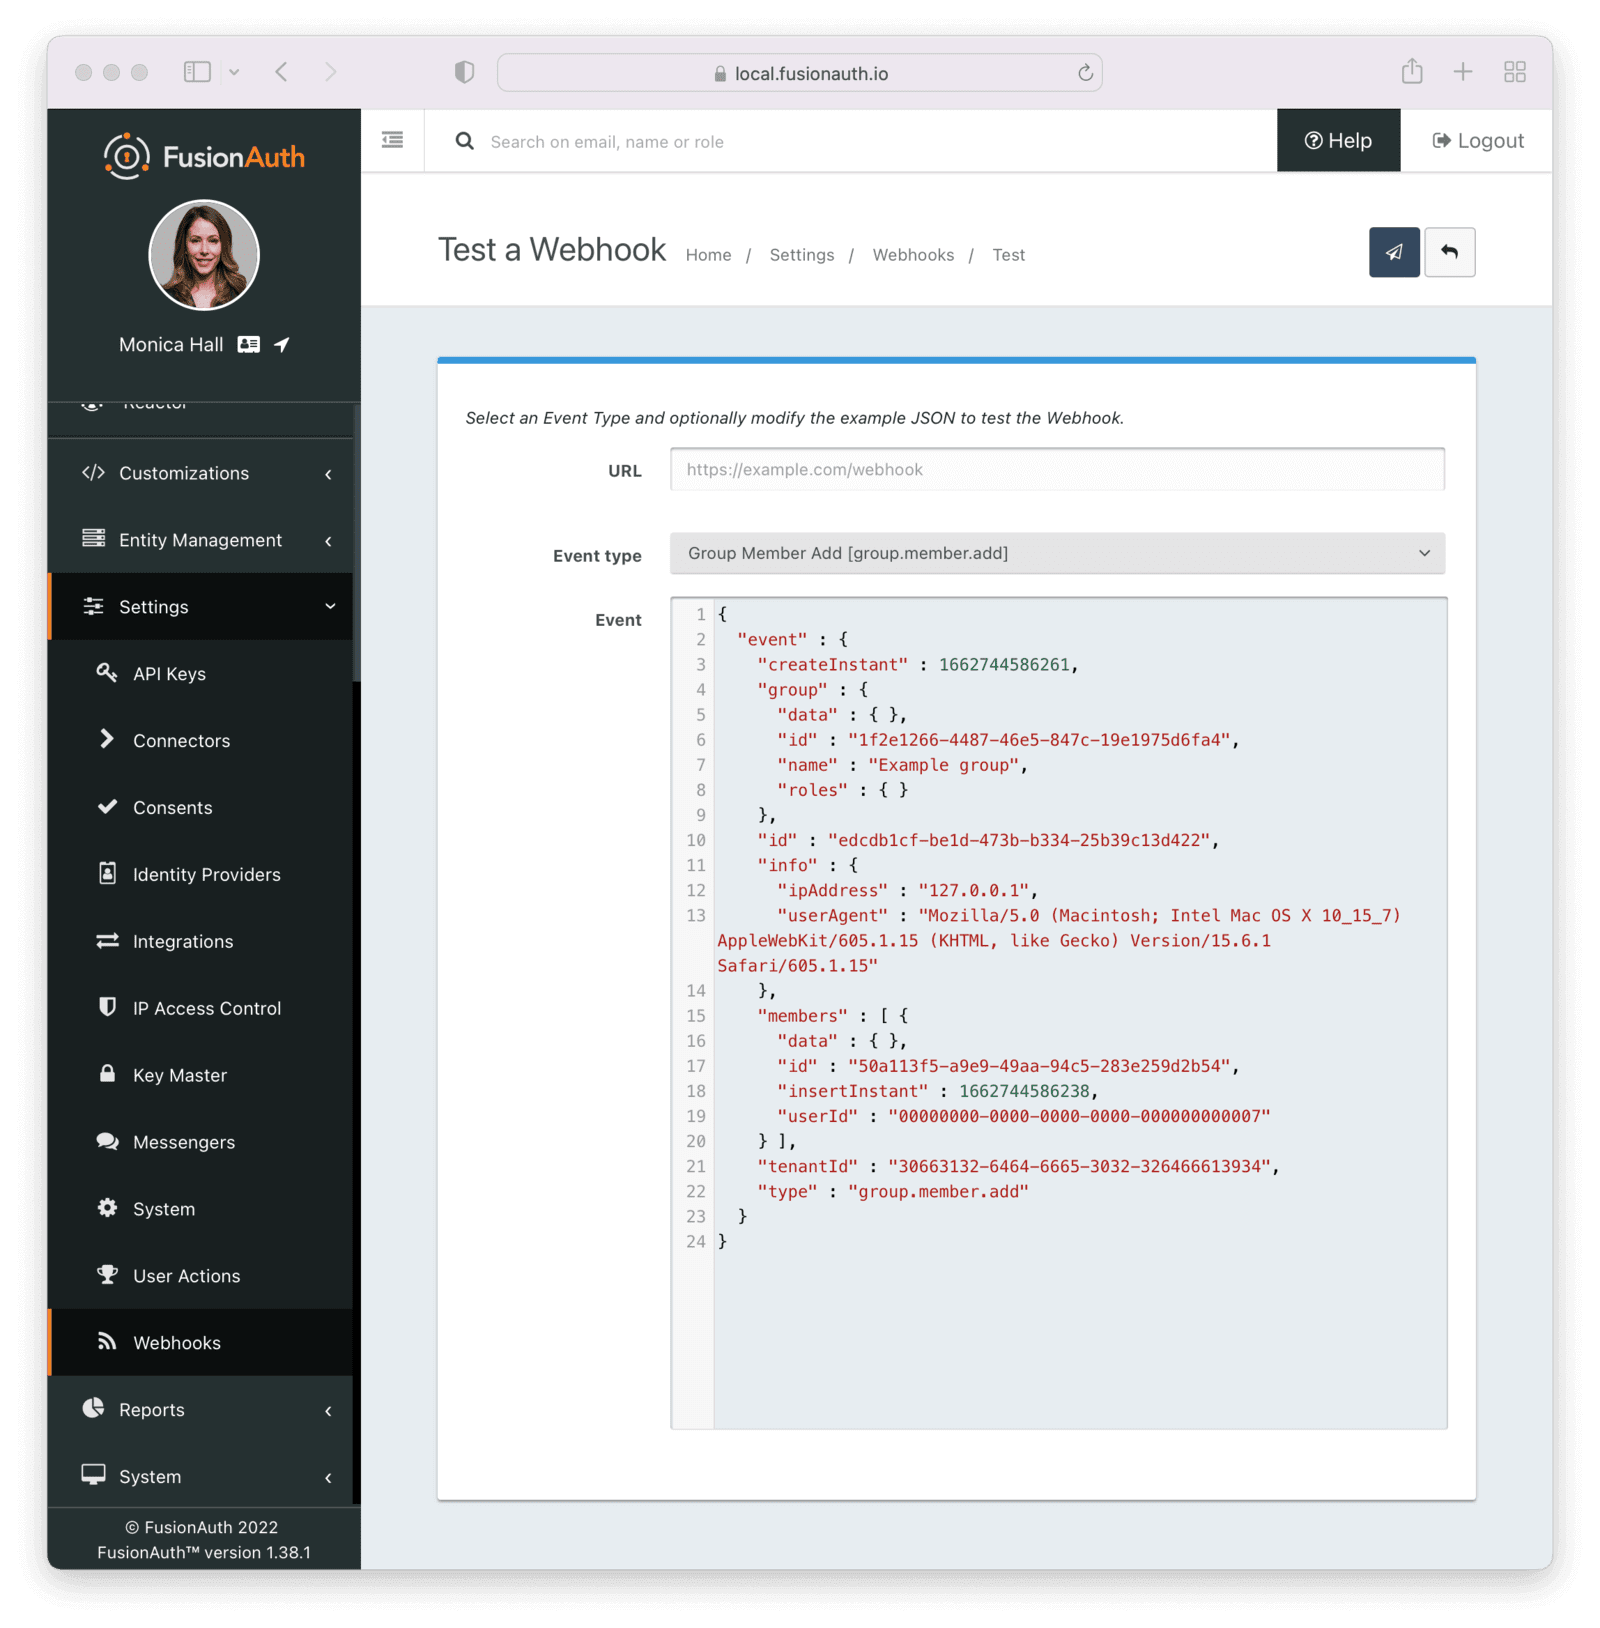 local.fusionauth.io
FusionAuth
Search on email, name or role
Help
Logout
Monica Hall
Test a Webhook
Home / Settings / Webhooks / Test
Reactor
Customizations
Entity Management
Settings
API Keys
Connectors
Consents
Identity Providers
Integrations
IP Access Control
Key Master
Messengers
System
User Actions
Webhooks
Reports
System
© FusionAuth 2022
FusionAuth™ version 1.38.1
Select an Event Type and optionally modify the example JSON to test the Webhook.
URL
https://example.com/webhook
Event type
Group Member Add [group.member.add]
Event
1 {
2 "event" : {
3 "createInstant" : 1662744586261,
4 "group" : {
5 "data" : { },
6 "id" : "1f2e1266-4487-46e5-847c-19e1975d6fa4",
7 "name" : "Example group",
8 "roles" : { }
9 },
10 "id" : "edcdb1cf-be1d-473b-b334-25b39c13d422",
11 "info" : {
12 "ipAddress" : "127.0.0.1",
13 "userAgent" : "Mozilla/5.0 (Macintosh; Intel Mac OS X 10_15_7)
AppleWebKit/605.1.15 (KHTML, like Gecko) Version/15.6.1
Safari/605.1.15"
14 },
15 "members" : [ {
16 "data" : { },
17 "id" : "50a113f5-a9e9-49aa-94c5-283e259d2b54",
18 "insertInstant" : 1662744586238,
19 "userId" : "00000000-0000-0000-0000-000000000007"
20 } ],
21 "tenantId" : "30663132-6464-6665-3032-326466613934",
22 "type" : "group.member.add"
23 }
24 }